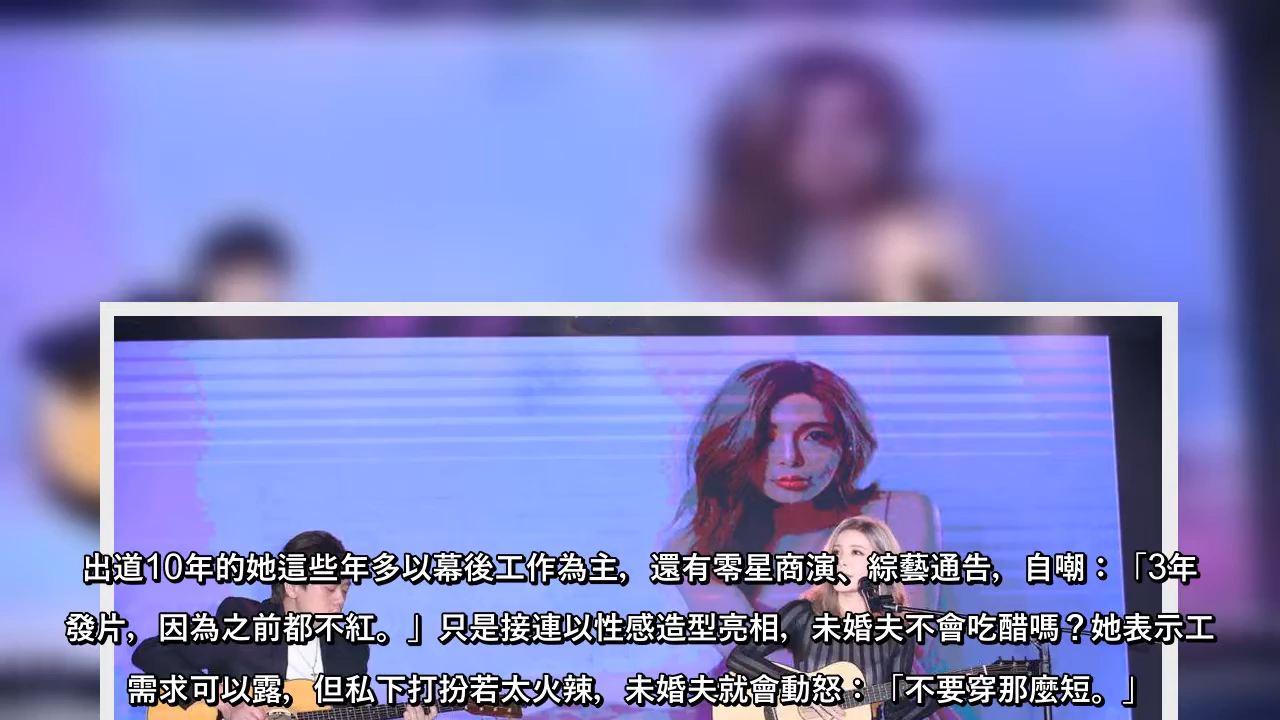 出道10年的她這些年多以幕後工作為主，還有零星商演、綜藝通告，自嘲：「3年
發片，因為之前都不紅。」只是接連以性感造型亮相，未婚夫不會吃醋嗎？她表示工
需求可以露，但私下打扮若太火辣，未婚夫就會動怒：「不要穿那麼短。」